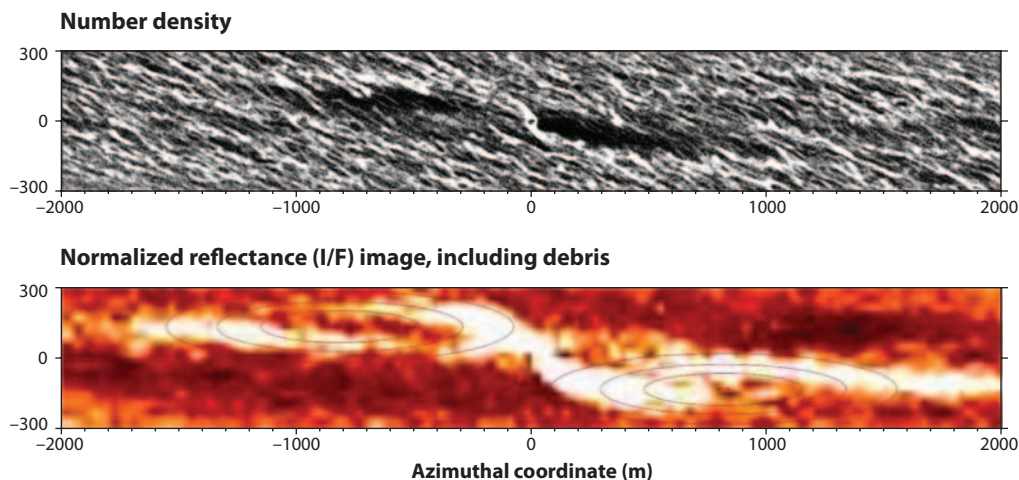 Number density
300
0
−300
−2000 −1000 0 1000 2000
Normalized reflectance (I/F) image, including debris
300
0
−300
−2000 −1000 0 1000 2000
Azimuthal coordinate (m)